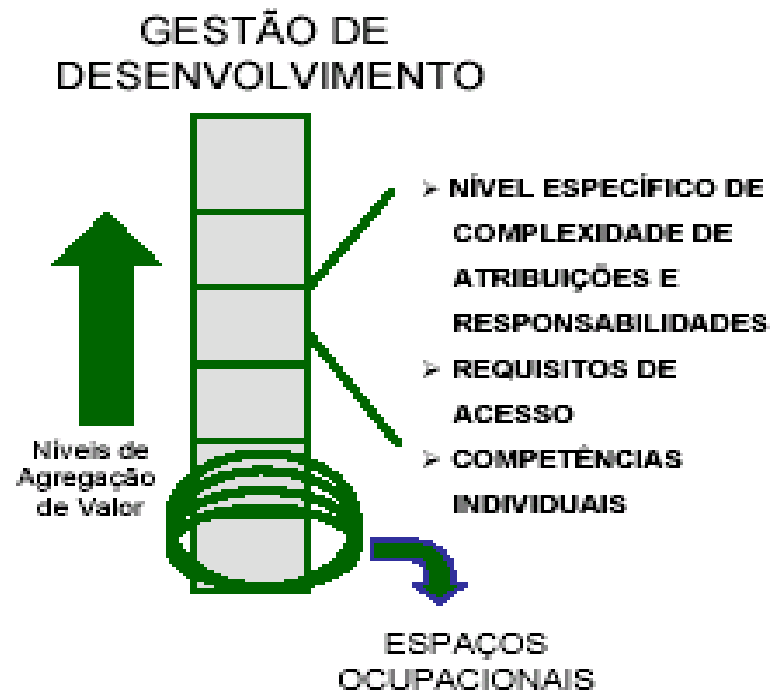 GESTÃO DE
DESENVOLVIMENTO
➢ NÍVEL ESPECÍFICO DE
COMPLEXIDADE DE
ATRIBUIÇÕES E
RESPONSABILIDADES
➢ REQUISITOS DE
ACESSO
➢ COMPETÊNCIAS
INDIVIDUAIS
Níveis de
Agregação
de Valor
ESPAÇOS
OCUPACIONAIS